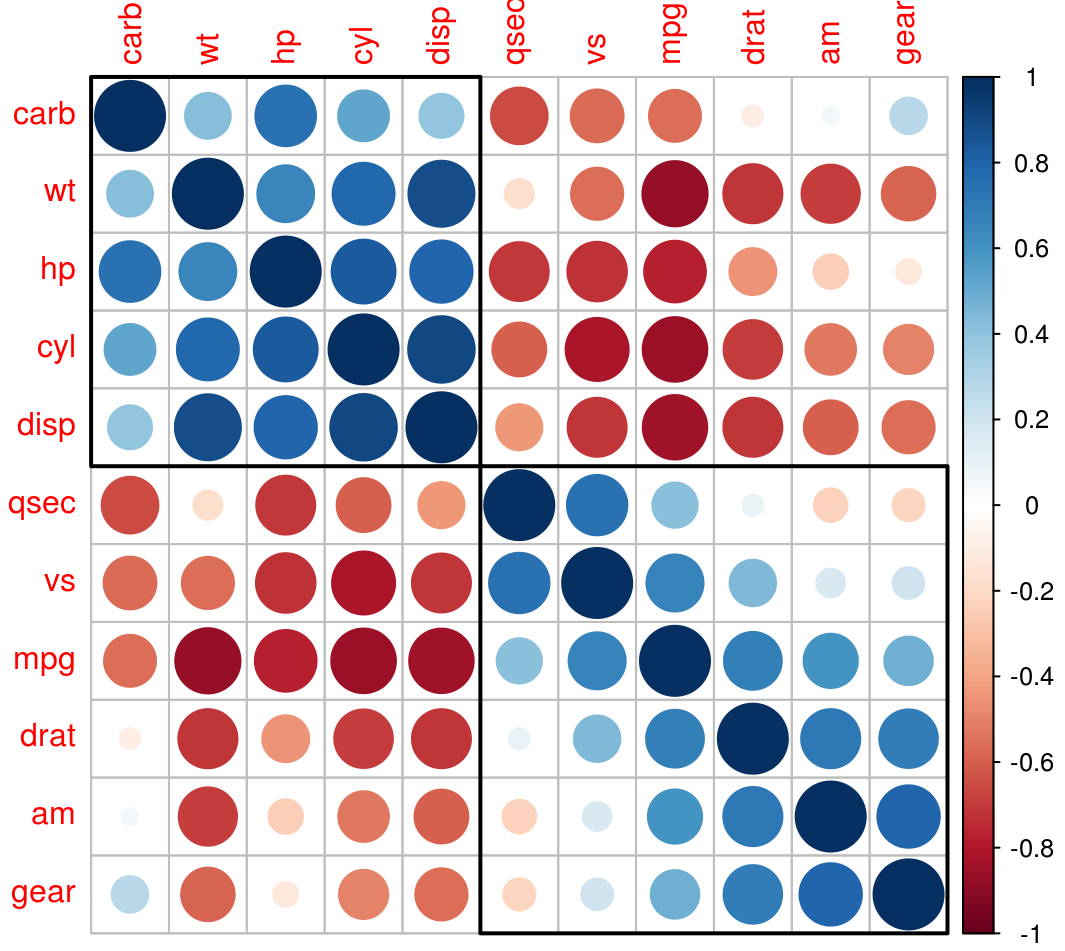 carb wt hp cyl disp qsec vs mpg drat am gear
carb
wt
hp
cyl
disp
qsec
vs
mpg
drat
am
gear
1
0.8
0.6
0.4
0.2
0
-0.2
-0.4
-0.6
-0.8
-1